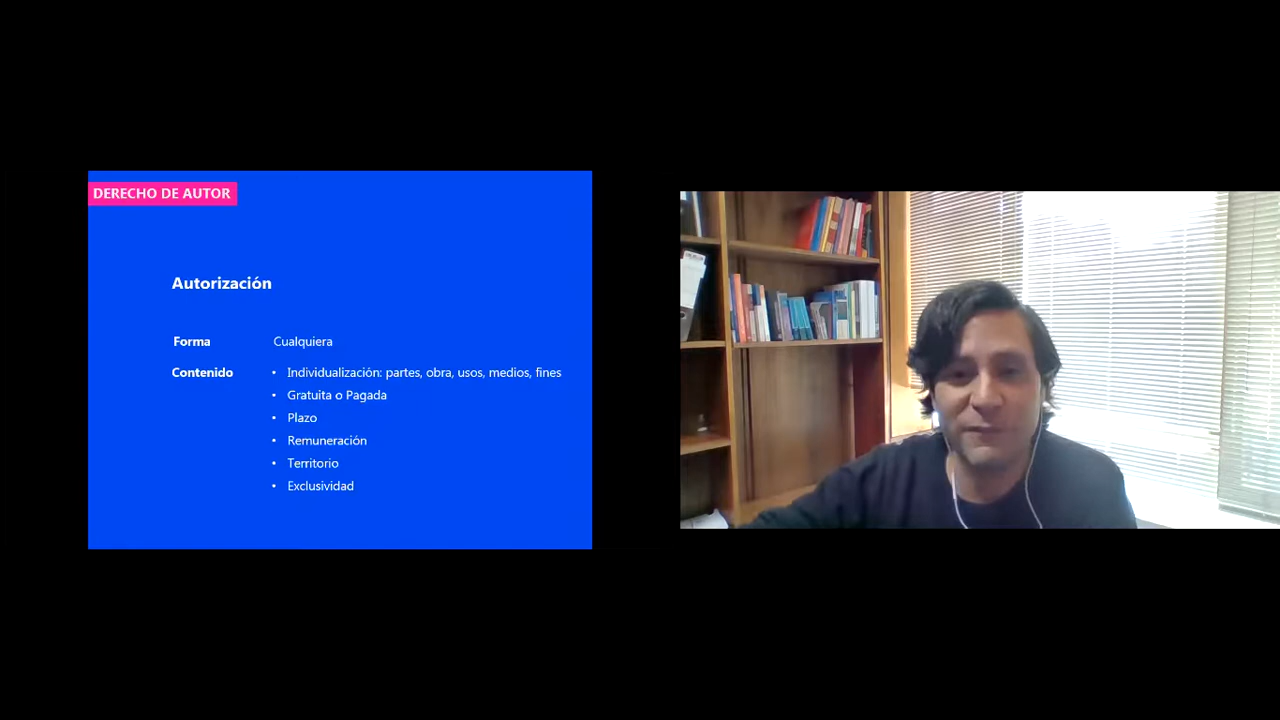 DERECHO DE AUTOR
Autorización
Forma Cualquiera
Contenido • Individualización: partes, obra, usos, medios, fines
• Gratuita o Pagada
• Plazo
• Remuneración
• Territorio
• Exclusividad